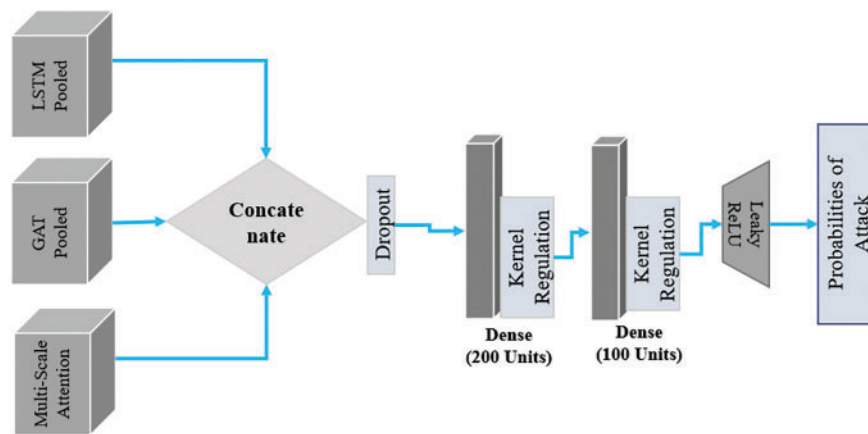 LSTM
Pooled
GAT
Pooled
Multi-Scale
Attention
Concate
nate
Dropout
Kernel
Regulation
Dense
(200 Units)
Kernel
Regulation
Dense
(100 Units)
Leaky
ReLU
Probabilities of
Attack